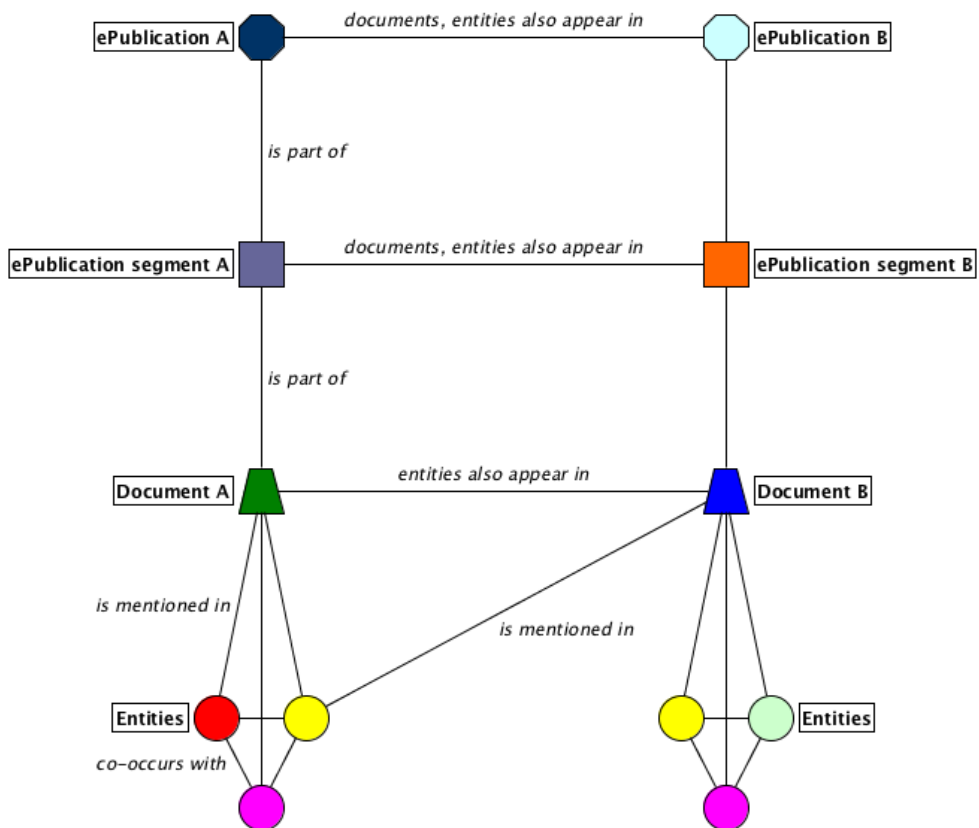 ePublication A
documents, entities also appear in
ePublication B
is part of
ePublication segment A
documents, entities also appear in
ePublication segment B
is part of
Document A
entities also appear in
Document B
is mentioned in
is mentioned in
Entities
Entities
co-occurs with